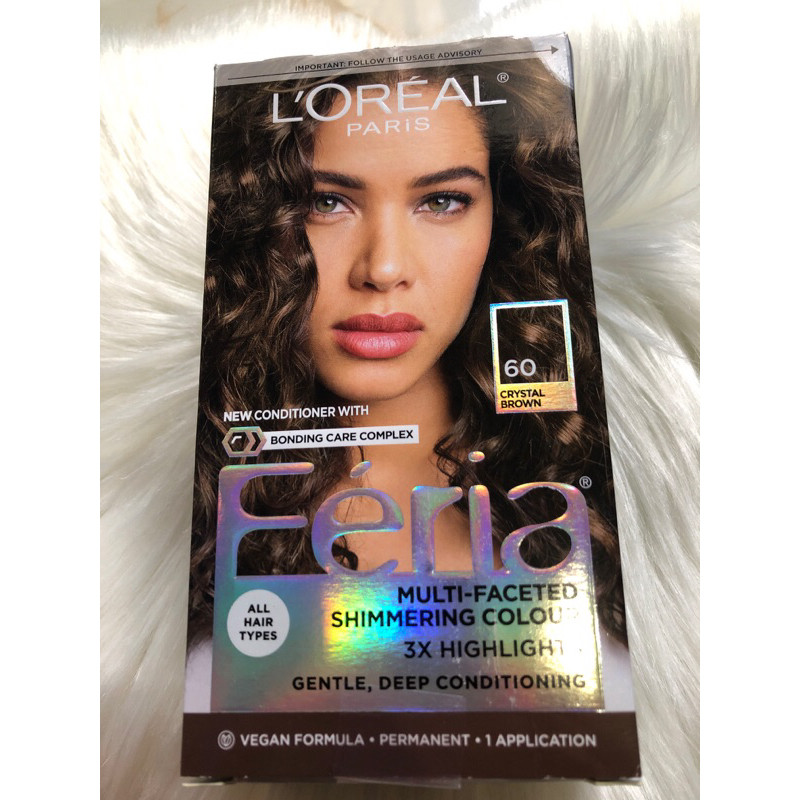 IMPORTANT: FOLLOW THE USAGE ADVISORY
L'ORÉAL®
PARIS
60
CRYSTAL
BROWN
NEW CONDITIONER WITH
BONDING CARE COMPLEX
Féria®
MULTI-FACETED
SHIMMERING COLOUR
3X HIGHLIGHTS
ALL
HAIR
TYPES
GENTLE, DEEP CONDITIONING
VEGAN FORMULA • PERMANENT • 1 APPLICATION